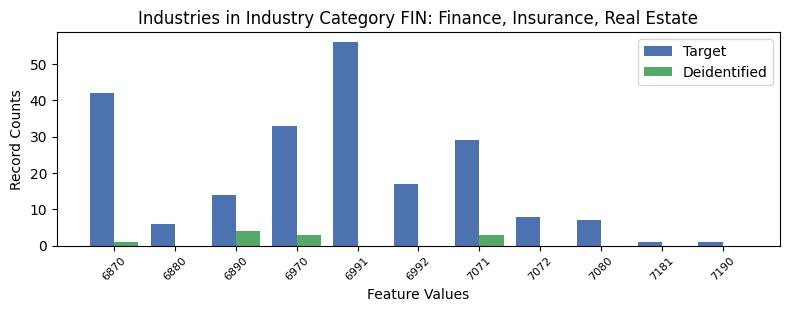 Industries in Industry Category FIN: Finance, Insurance, Real Estate
Target
Deidentified
Record Counts
50
40
30
20
10
0
6870 6880 6890 6970 6991 6992 7071 7072 7080 7181 7190
Feature Values